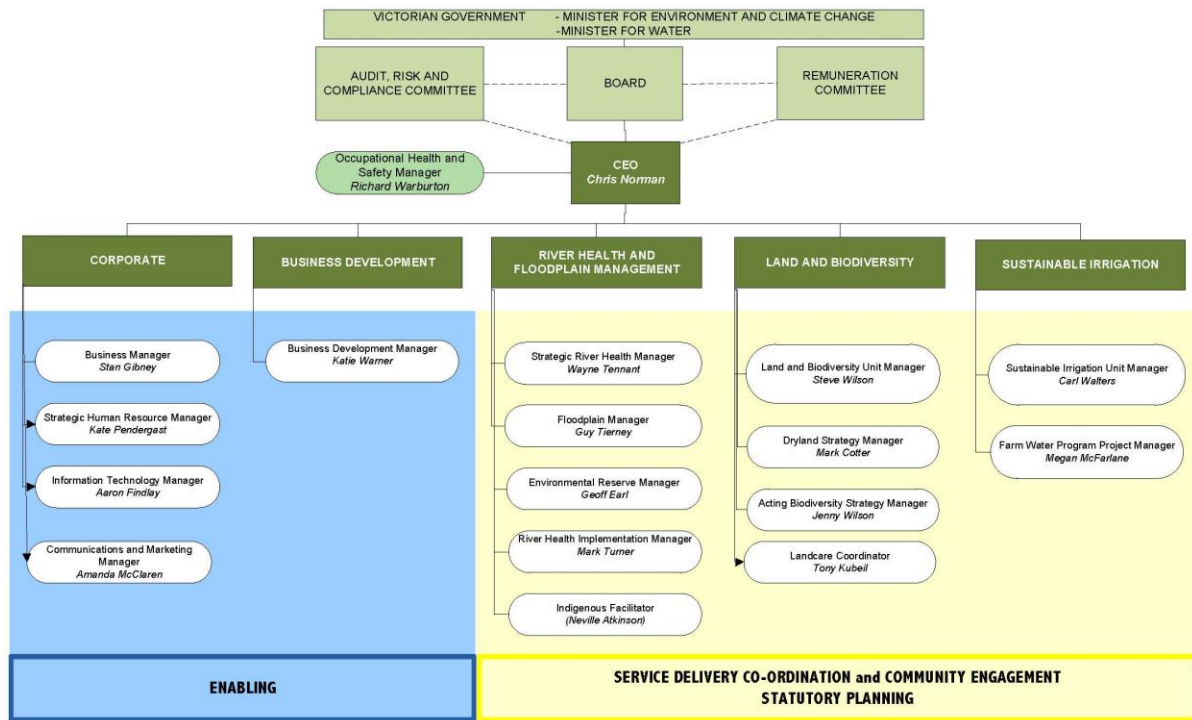 VICTORIAN GOVERNMENT - MINISTER FOR ENVIRONMENT AND CLIMATE CHANGE
-MINISTER FOR WATER
AUDIT, RISK AND
COMPLIANCE COMMITTEE
BOARD
REMUNERATION
COMMITTEE
Occupational Health and
Safety Manager
Richard Warburton
CEO
Chris Norman
CORPORATE
BUSINESS DEVELOPMENT
RIVER HEALTH AND
FLOODPLAIN MANAGEMENT
LAND AND BIODIVERSITY
SUSTAINABLE IRRIGATION
Business Manager
Stan Gibney
Strategic Human Resource Manager
Kate Pendergast
Information Technology Manager
Aaron Findlay
Communications and Marketing
Manager
Amanda McClaren
Business Development Manager
Katie Warner
Strategic River Health Manager
Wayne Tennant
Floodplain Manager
Guy Tierney
Environmental Reserve Manager
Geoff Earl
River Health Implementation Manager
Mark Turner
Indigenous Facilitator
(Neville Atkinson)
Land and Biodiversity Unit Manager
Steve Wilson
Dryland Strategy Manager
Mark Cotter
Acting Biodiversity Strategy Manager
Jenny Wilson
Landcare Coordinator
Tony Kubeil
Sustainable Irrigation Unit Manager
Carl Walters
Farm Water Program Project Manager
Megan McFarlane
ENABLING
SERVICE DELIVERY CO-ORDINATION and COMMUNITY ENGAGEMENT
STATUTORY PLANNING